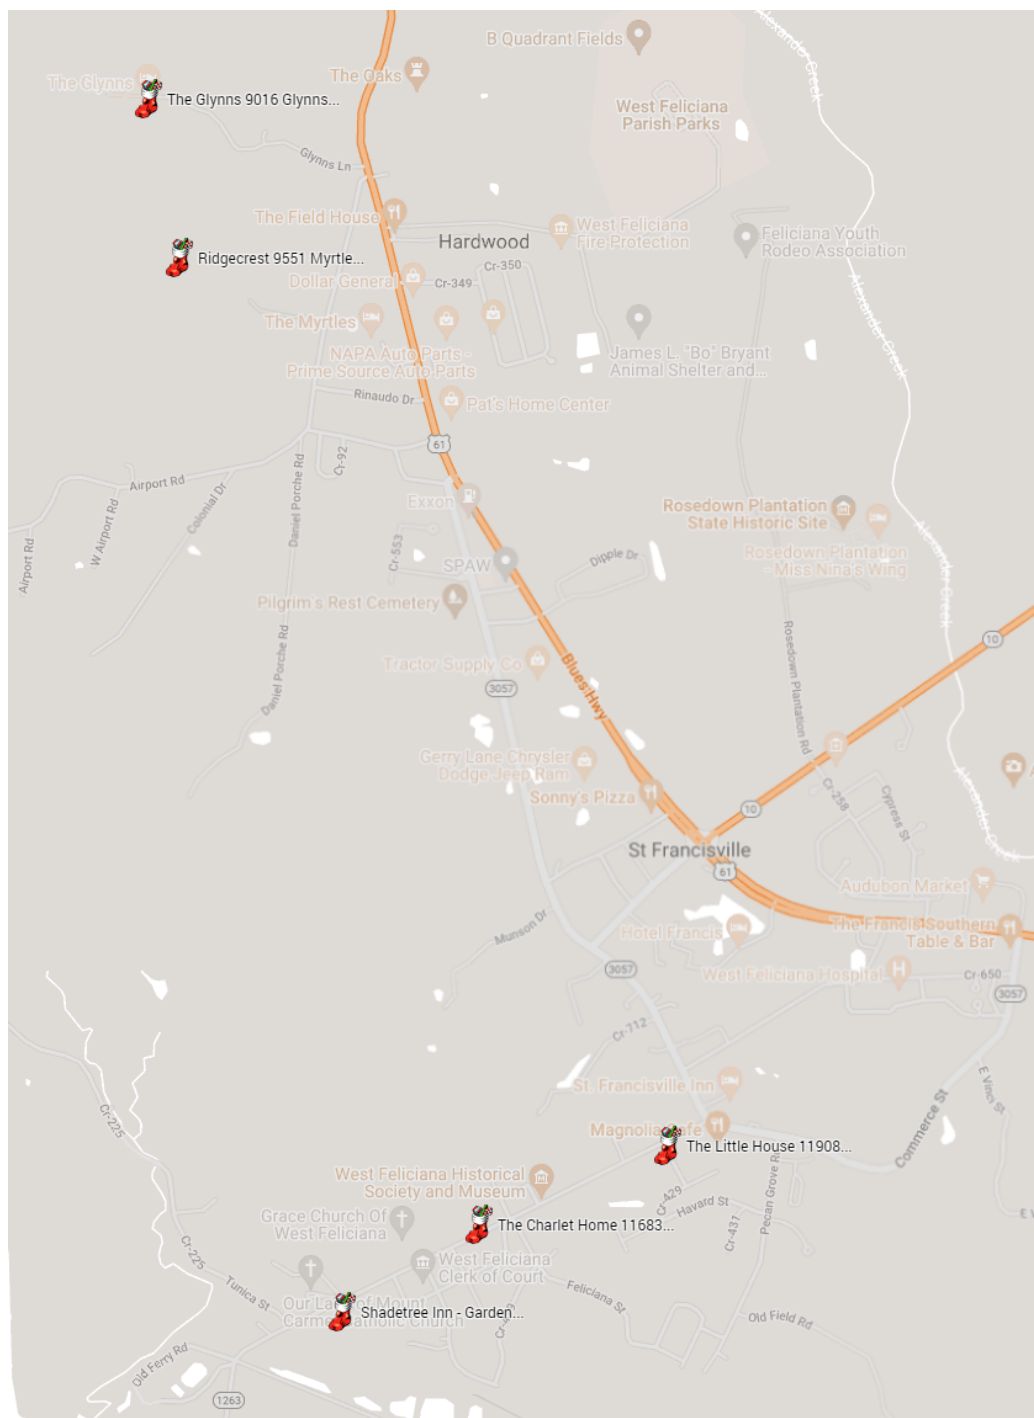 B Quadrant Fields
Alexander Creek
The Glynns
The Oaks
The Glynns 9016 Glynns...
West Feliciana
Parish Parks
Glynns Ln
The Field House
West Feliciana
Fire Protection
Hardwood
Feliciana Youth
Rodeo Association
Ridgecrest 9551 Myrtle...
Cr-350
Dollar General
Cr-349
Alexander Creek
The Myrtles
NAPA Auto Parts -
Prime Source Auto Parts
James L. "Bo" Bryant
Animal Shelter and...
Rinaudo Dr
Pat's Home Center
61
Cr-92
Airport Rd
Colonial Dr
Daniel Porche Rd
W Airport Rd
Airport Rd
Exxon
Rosedown Plantation
State Historic Site
Rosedown Plantation
- Miss Nina's Wing
Alexander Creek
Cr-553
SPAW
Dipple Dr
Pilgrim's Rest Cemetery
Rosedown Plantation Rd
10
Tractor Supply Co
Blues Hwy
3057
Daniel Porche Rd
Gerry Lane Chrysler
Dodge Jeep Ram
Sonny's Pizza
10
Cr-258
Cypress St
Alexander Creek
St Francisville
61
Audubon Market
Munson Dr
Hotel Francis
The Francis Southern
Table & Bar
3057
West Feliciana Hospital
Cr-650
3057
Cr-712
St. Francisville Inn
E Vinci St
Commerce St
Cr-225
Magnolia Cafe
The Little House 11908...
West Feliciana Historical
Society and Museum
Cr-429
Havard St
Cr-431
Pecan Grove Rd
Grace Church Of
West Feliciana
The Charlet Home 11683...
Cr-225
West Feliciana
Clerk of Court
Tunica St
Feliciana St
Our Lady of Mount
Carmel Catholic Church
Shadetree Inn - Garden...
Old Field Rd
Old Ferry Rd
1263